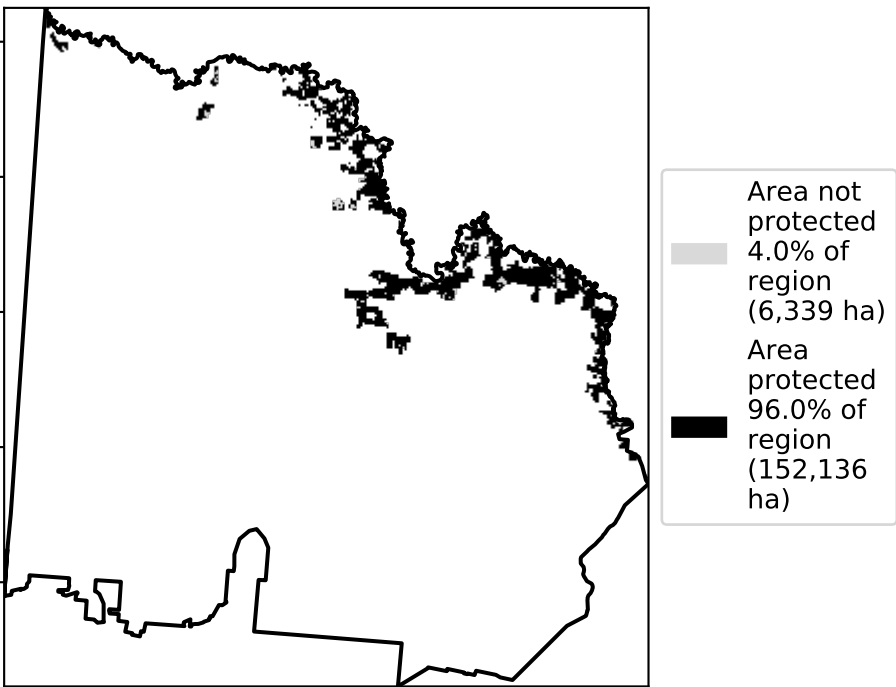 Area not
protected
4.0% of
region
(6,339 ha)
Area
protected
96.0% of
region
(152,136
ha)